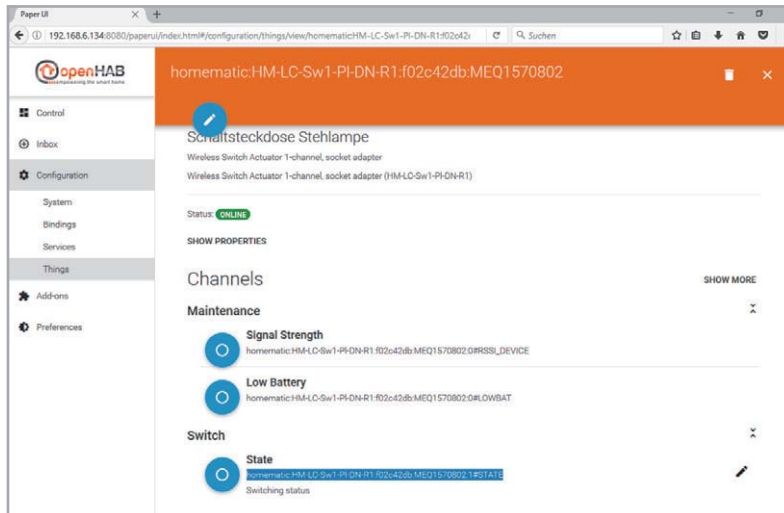 Paper UI
192.168.6.134:8080/paperui/index.html#/configuration/things/view/homematic:HM-LC-Sw1-Pl-DN-R1:f02c42
Suchen
openHAB
empowering the smart home
homematic:HM-LC-Sw1-Pl-DN-R1:f02c42db:MEQ1570802
Control
Inbox
Configuration
System
Bindings
Services
Things
Add-ons
Preferences
Schaltsteckdose Stehlampe
Wireless Switch Actuator 1-channel, socket adapter
Wireless Switch Actuator 1-channel, socket adapter (HM-LC-Sw1-Pl-DN-R1)
Status: ONLINE
SHOW PROPERTIES
Channels
SHOW MORE
Maintenance
Signal Strength
homematic:HM-LC-Sw1-Pl-DN-R1:f02c42db:MEQ1570802:0#RSSI_DEVICE
Low Battery
homematic:HM-LC-Sw1-Pl-DN-R1:f02c42db:MEQ1570802:0#LOWBAT
Switch
State
homematic:HM-LC-Sw1-Pl-DN-R1:f02c42db:MEQ1570802:1#STATE
Switching status